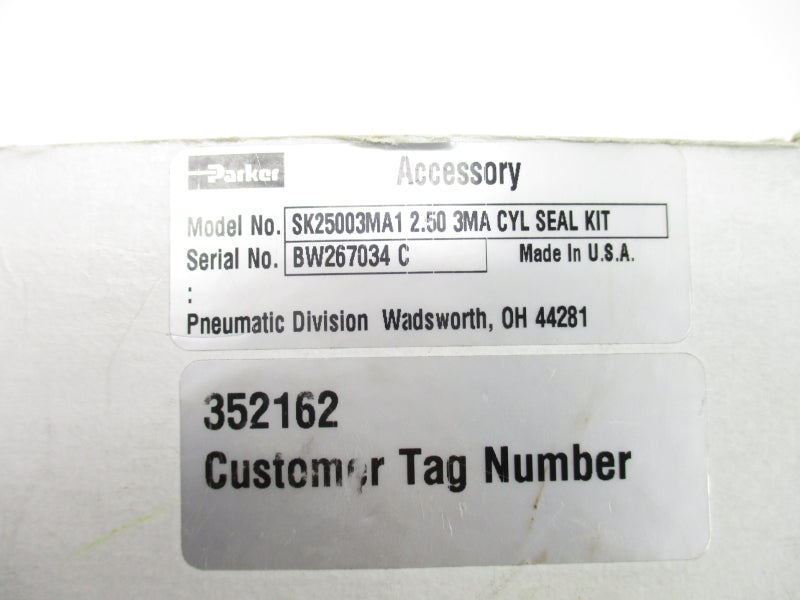 Parker Accessory
Model No. SK25003MA1 2.50 3MA CYL SEAL KIT
Serial No. BW267034 C Made In U.S.A.
:
Pneumatic Division Wadsworth, OH 44281
352162
Customer Tag Number